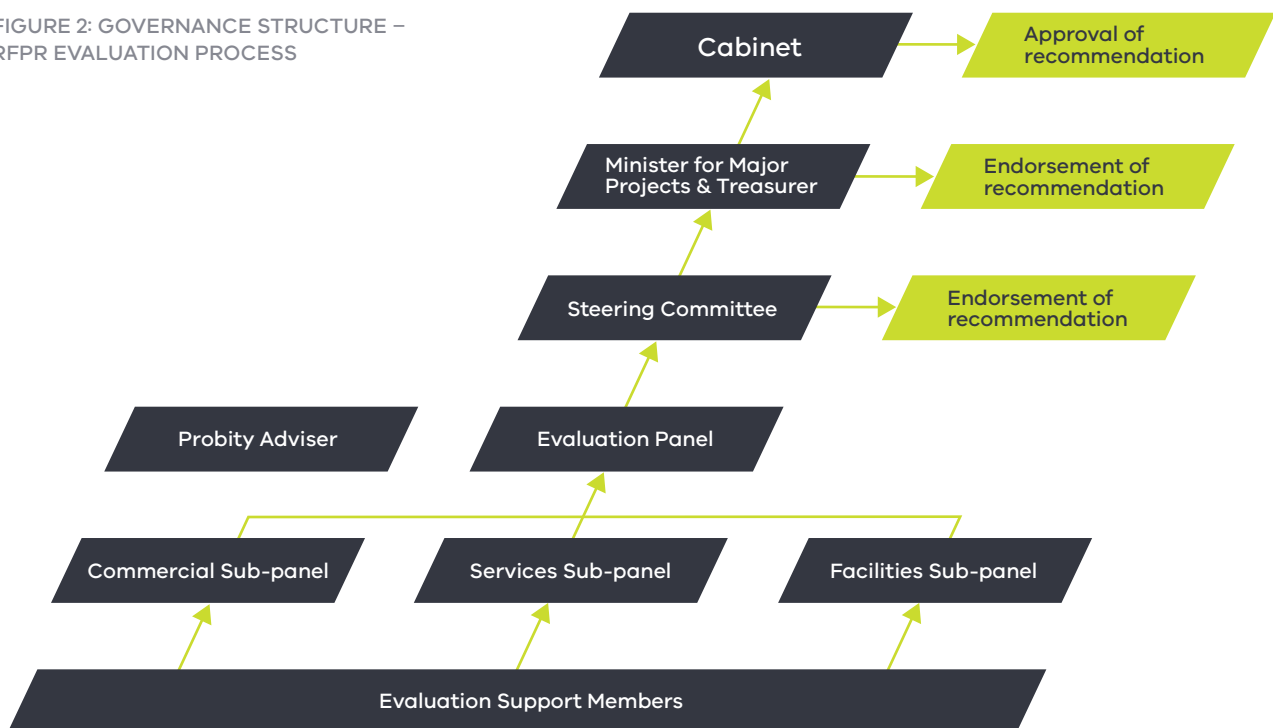 FIGURE 2: GOVERNANCE STRUCTURE –
RFPR EVALUATION PROCESS
Cabinet
Approval of
recommendation
Minister for Major
Projects & Treasurer
Endorsement of
recommendation
Steering Committee
Endorsement of
recommendation
Probity Adviser
Evaluation Panel
Commercial Sub-panel
Services Sub-panel
Facilities Sub-panel
Evaluation Support Members